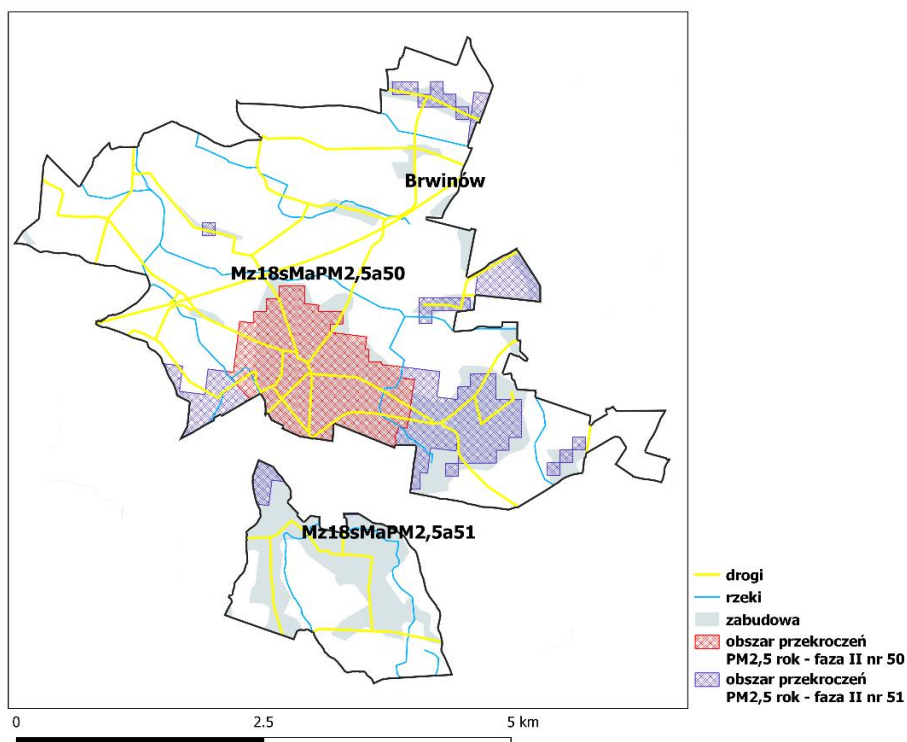 Brwinów
Mz18sMaPM2,5a50
Mz18sMaPM2,5a51
drogi
rzeki
zabudowa
obszar przekroczeń
PM2,5 rok - faza II nr 50
obszar przekroczeń
PM2,5 rok - faza II nr 51
0 2.5 5 km